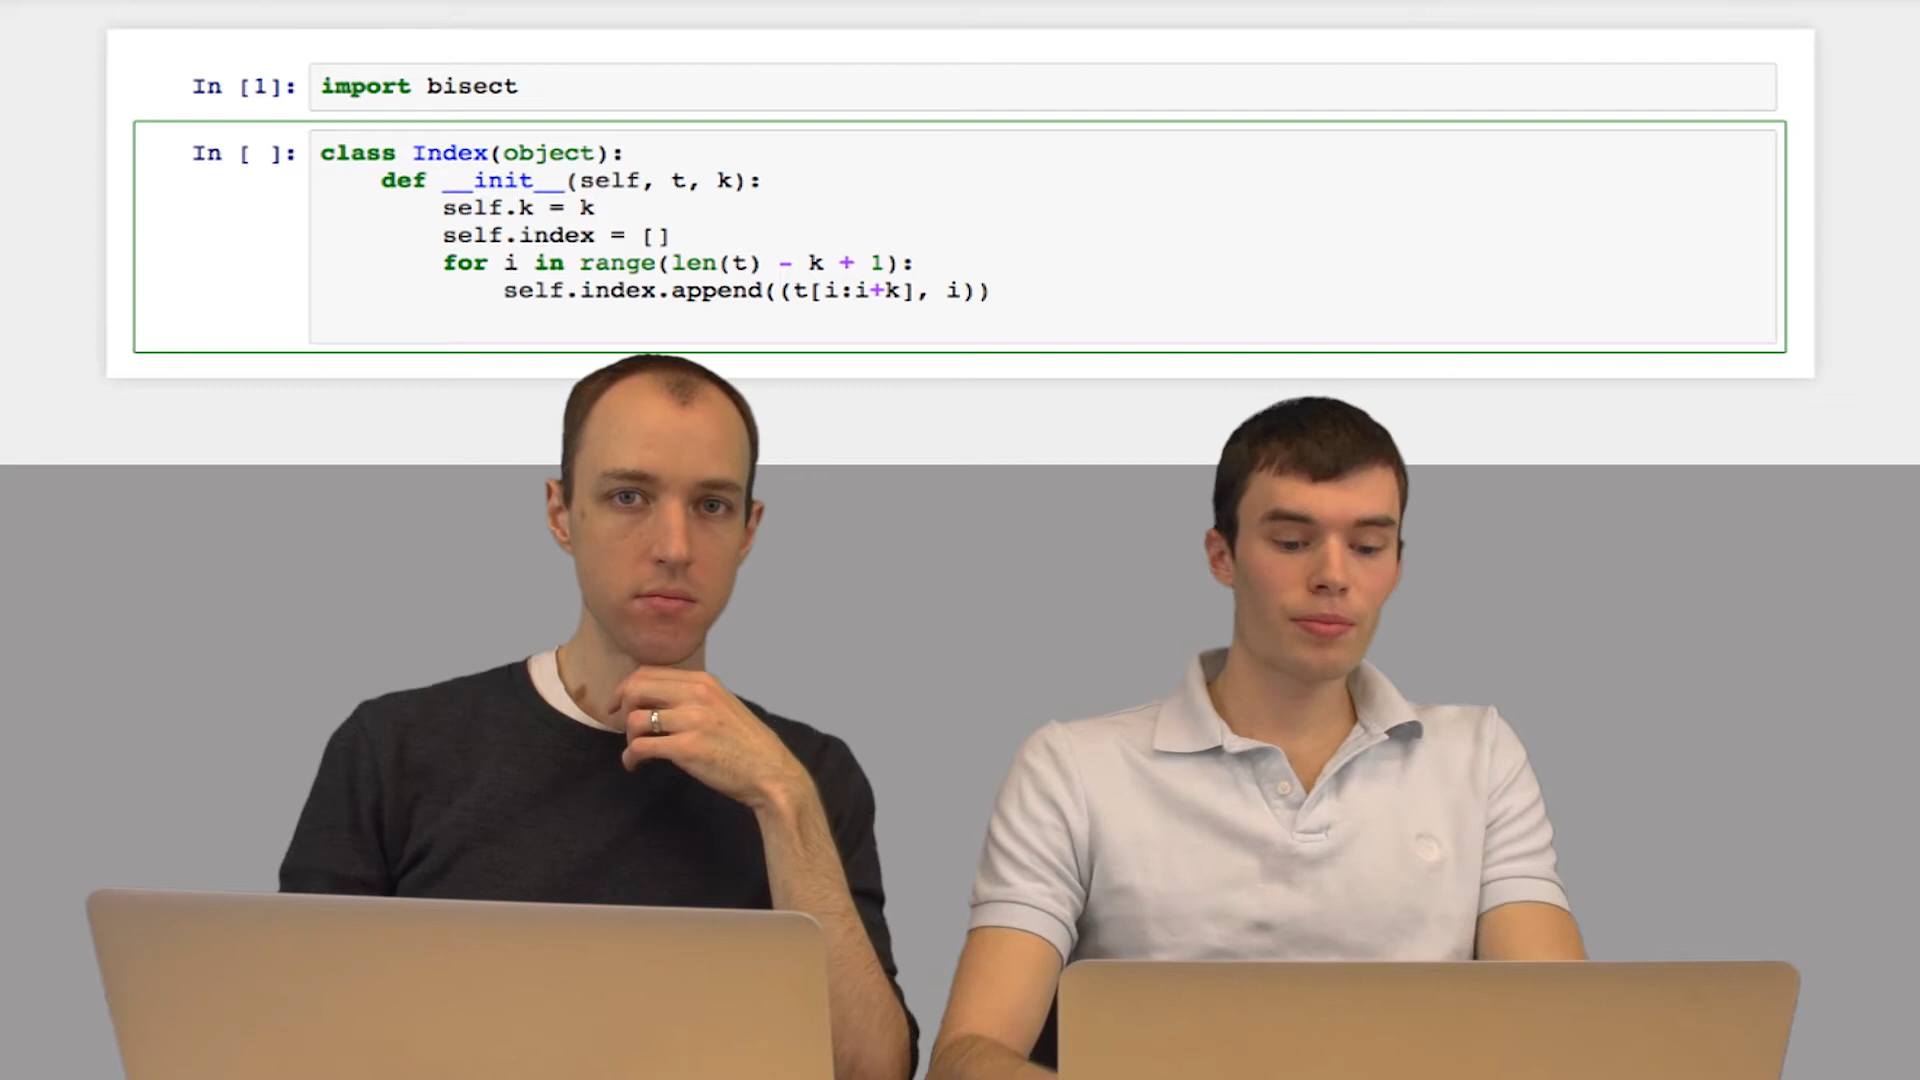 In [1]: import bisect
In [ ]: class Index(object):
def __init__(self, t, k):
self.k = k
self.index = []
for i in range(len(t) - k + 1):
self.index.append((t[i:i+k], i))